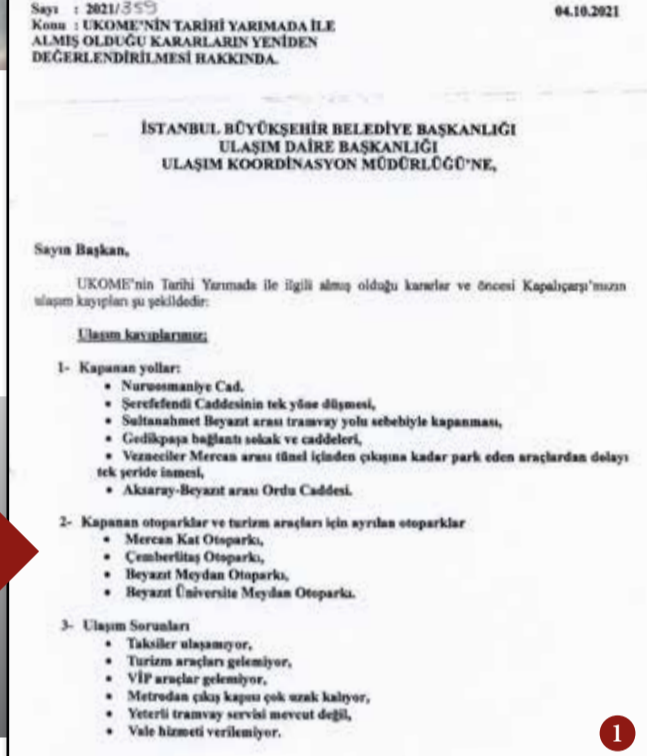 Sayı : 2021/359
04.10.2021
Konu : UKOME'NİN TARİHİ YARIMADA İLE
ALMIŞ OLDUĞU KARARLARIN YENİDEN
DEĞERLENDİRİLMESİ HAKKINDA.
İSTANBUL BÜYÜKŞEHİR BELEDİYE BAŞKANLIĞI
ULAŞIM DAİRE BAŞKANLIĞI
ULAŞIM KOORDİNASYON MÜDÜRLÜĞÜ'NE,
Sayın Başkan,
UKOME'nin Tarihi Yarımada ile ilgili almış olduğu kararlar ve öncesi Kapalıçarşı'mızın
ulaşım kayıpları şu şekildedir:
Ulaşım kayıplarımız;
1- Kapanan yollar:
• Nuruosmaniye Cad.
• Şerefefendi Caddesinin tek yöne düşmesi,
• Sultanahmet Beyazıt arası tramvay yolu sebebiyle kapanması,
• Gedikpaşa bağlantı sokak ve caddeleri,
• Vezneciler Mercan arası tünel içinden çıkışına kadar park eden araçlardan dolayı
tek şeride inmesi,
• Aksaray-Beyazıt arası Ordu Caddesi.
2- Kapanan otoparklar ve turizm araçları için ayrılan otoparklar
• Mercan Kat Otoparkı,
• Çemberlitaş Otoparkı,
• Beyazıt Meydan Otoparkı,
• Beyazıt Üniversite Meydan Otoparkı.
3- Ulaşım Sorunları
• Taksiler ulaşamıyor,
• Turizm araçları gelemiyor,
• VİP araçlar gelemiyor,
• Metrodan çıkış kapısı çok uzak kalıyor,
• Yeterli tramvay servisi mevcut değil,
• Vale hizmeti verilemiyor.
1